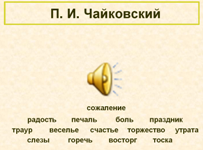 П. И. Чайковский
сожаление
радость печаль боль праздник
траур веселье счастье торжество утрата
слезы горечь восторг тоска